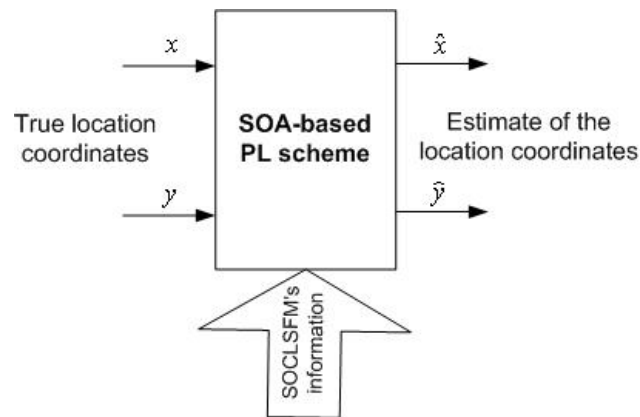 x
x̂
True location
coordinates
SOA-based
PL scheme
Estimate of the
location coordinates
y
ŷ
SOCLSFM's
information